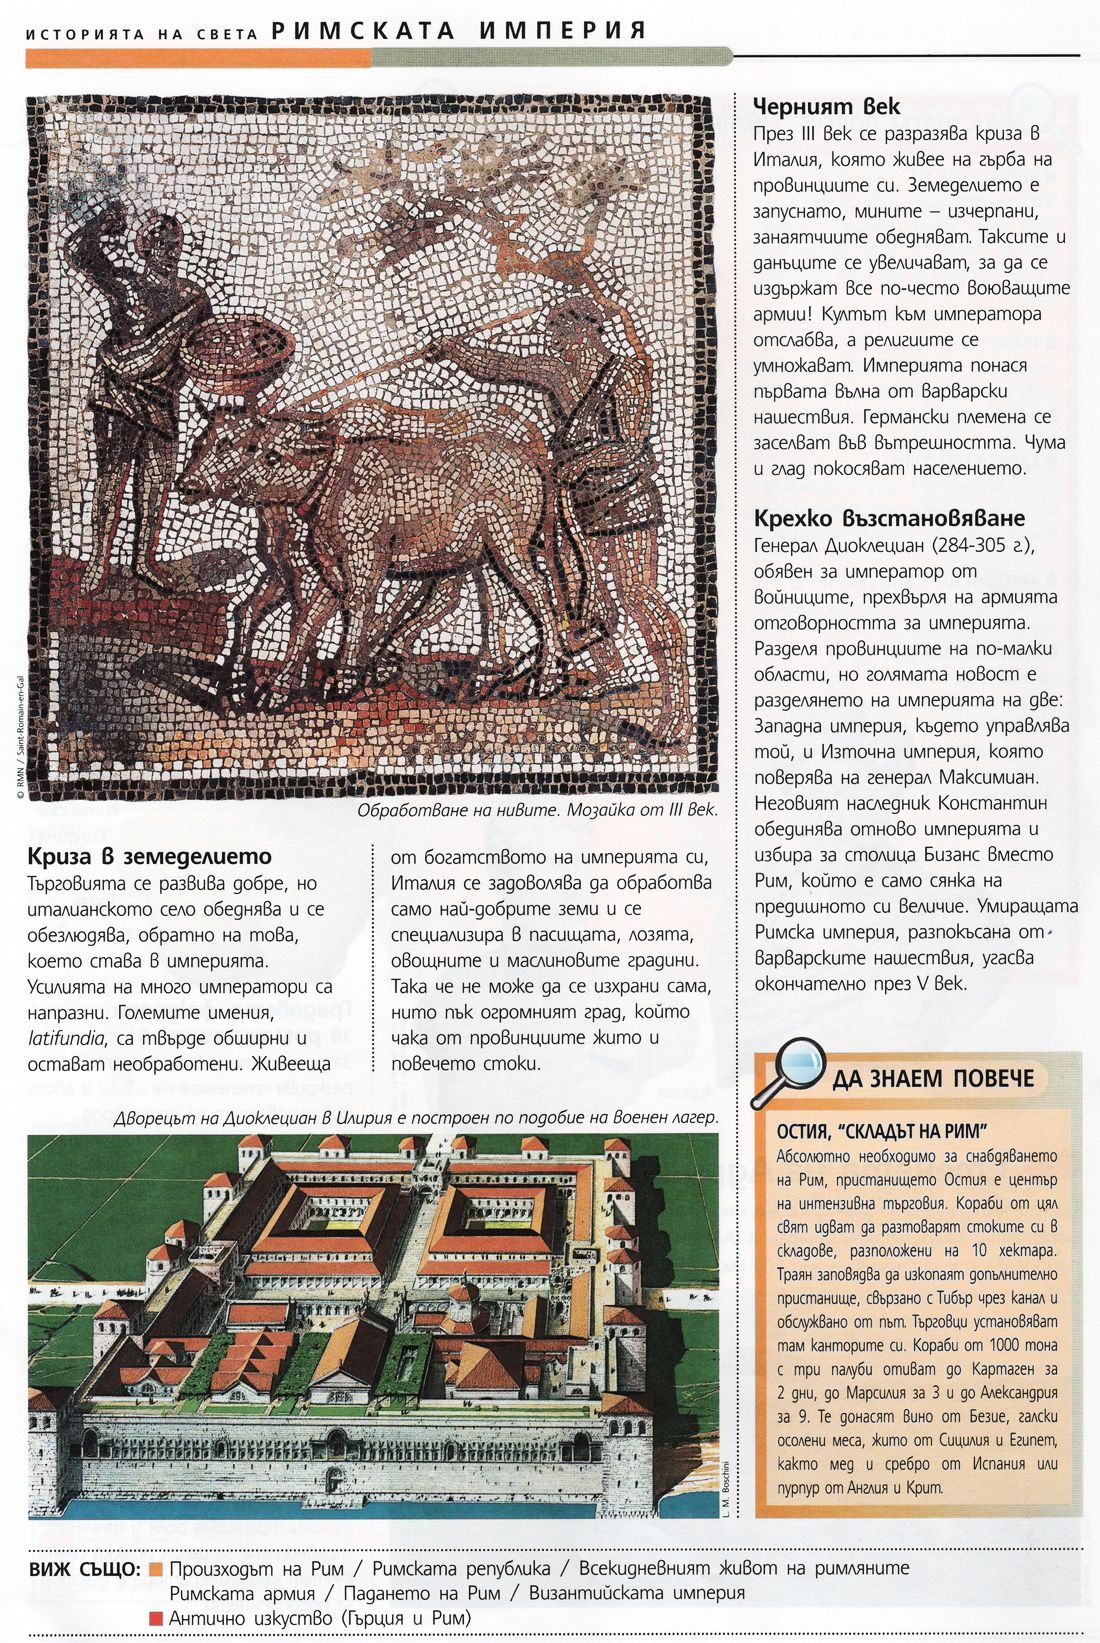 ИСТОРИЯТА НА СВЕТА РИМСКАТА ИМПЕРИЯ
© RMN / Saint-Romain-en-Gal
Обработване на нивите. Мозайка от III век.
Криза в земеделието
Търговията се развива добре, но
италианското село обеднява и се
обезлюдява, обратно на това,
което става в империята.
Усилията на много императори са
напразни. Големите имения,
latifundia, са твърде обширни и
остават необработени. Живееща
от богатството на империята си,
Италия се задоволява да обработва
само най-добрите земи и се
специализира в пасищата, лозята,
овощните и маслиновите градини.
Така че не може да се изхрани сама,
нито пък огромният град, който
чака от провинциите жито и
повечето стоки.
Дворецът на Диоклециан в Илирия е построен по подобие на военен лагер.
L. M. Boschini
Черният век
През III век се разразява криза в
Италия, която живее на гърба на
провинциите си. Земеделието е
запуснато, мините – изчерпани,
занаятчиите обедняват. Таксите и
данъците се увеличават, за да се
издържат все по-често воюващите
армии! Култът към императора
отслабва, а религиите се
умножават. Империята понася
първата вълна от варварски
нашествия. Германски племена се
заселват във вътрешността. Чума
и глад покосяват населението.
Крехко възстановяване
Генерал Диоклециан (284-305 г.),
обявен за император от
войниците, прехвърля на армията
отговорността за империята.
Разделя провинциите на по-малки
области, но голямата новост е
разделянето на империята на две:
Западна империя, където управлява
той, и Източна империя, която
поверява на генерал Максимиан.
Неговият наследник Константин
обединява отново империята и
избира за столица Бизанс вместо
Рим, който е само сянка на
предишното си величие. Умиращата
Римска империя, разпокъсана от
варварските нашествия, угасва
окончателно през V век.
ДА ЗНАЕМ ПОВЕЧЕ
ОСТИЯ, "СКЛАДЪТ НА РИМ"
Абсолютно необходимо за снабдяването
на Рим, пристанището Остия е център
на интензивна търговия. Кораби от цял
свят идват да разтоварят стоките си в
складове, разположени на 10 хектара.
Траян заповядва да изкопаят допълнително
пристанище, свързано с Тибър чрез канал и
обслужвано от път. Търговци установяват
там канторите си. Кораби от 1000 тона
с три палуби отиват до Картаген за
2 дни, до Марсилия за 3 и до Александрия
за 9. Те донасят вино от Безие, галски
осолени меса, жито от Сицилия и Египет,
както мед и сребро от Испания или
пурпур от Англия и Крит.
ВИЖ СЪЩО: Произходът на Рим / Римската република / Всекидневният живот на римляните
Римската армия / Падането на Рим / Византийската империя
Антично изкуство (Гърция и Рим)